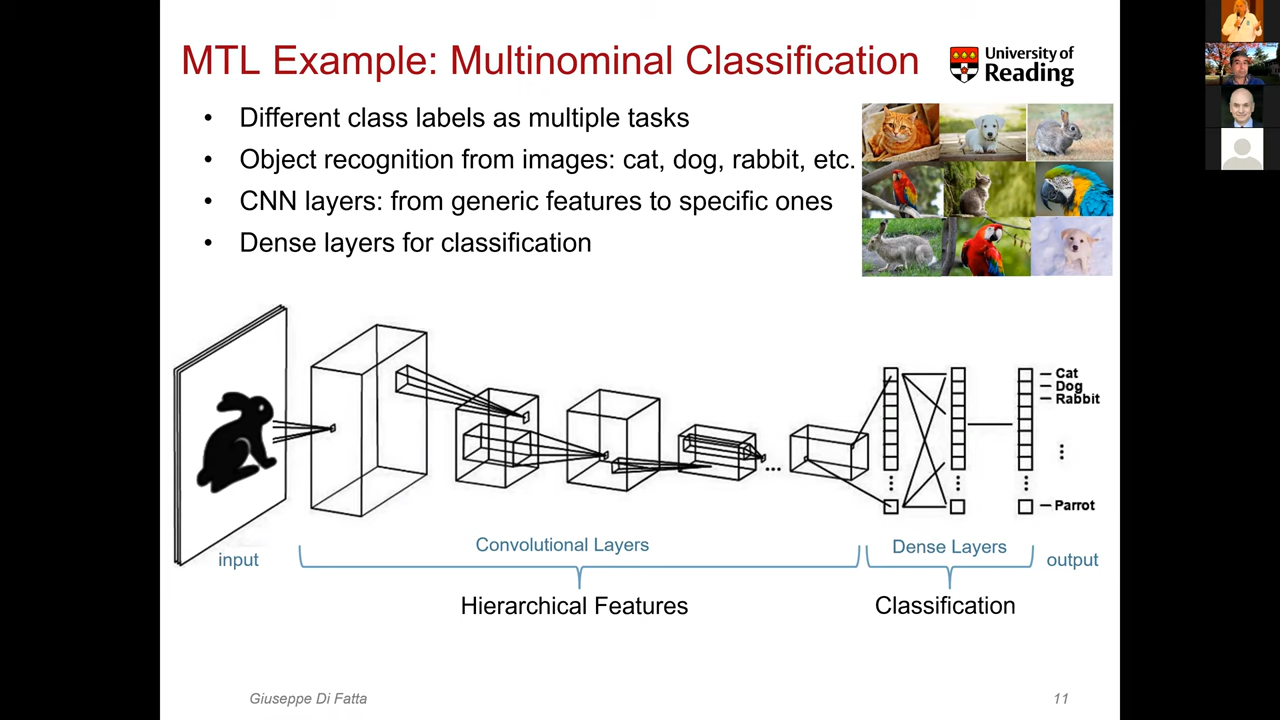 MTL Example: Multinominal Classification
University of
Reading
• Different class labels as multiple tasks
• Object recognition from images: cat, dog, rabbit, etc.
• CNN layers: from generic features to specific ones
• Dense layers for classification
Cat
Dog
Rabbit
...
Parrot
input
Convolutional Layers
Dense Layers
output
Hierarchical Features
Classification
Giuseppe Di Fatta
11